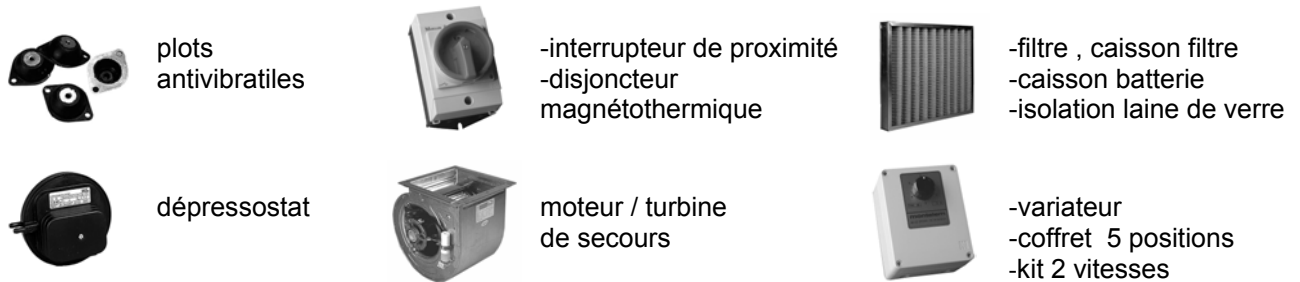 plots
antivibratiles
-interrupteur de proximité
-disjoncteur
magnétothermique
-filtre , caisson filtre
-caisson batterie
-isolation laine de verre
dépressostat
moteur / turbine
de secours
-variateur
-coffret  5 positions
-kit 2 vitesses